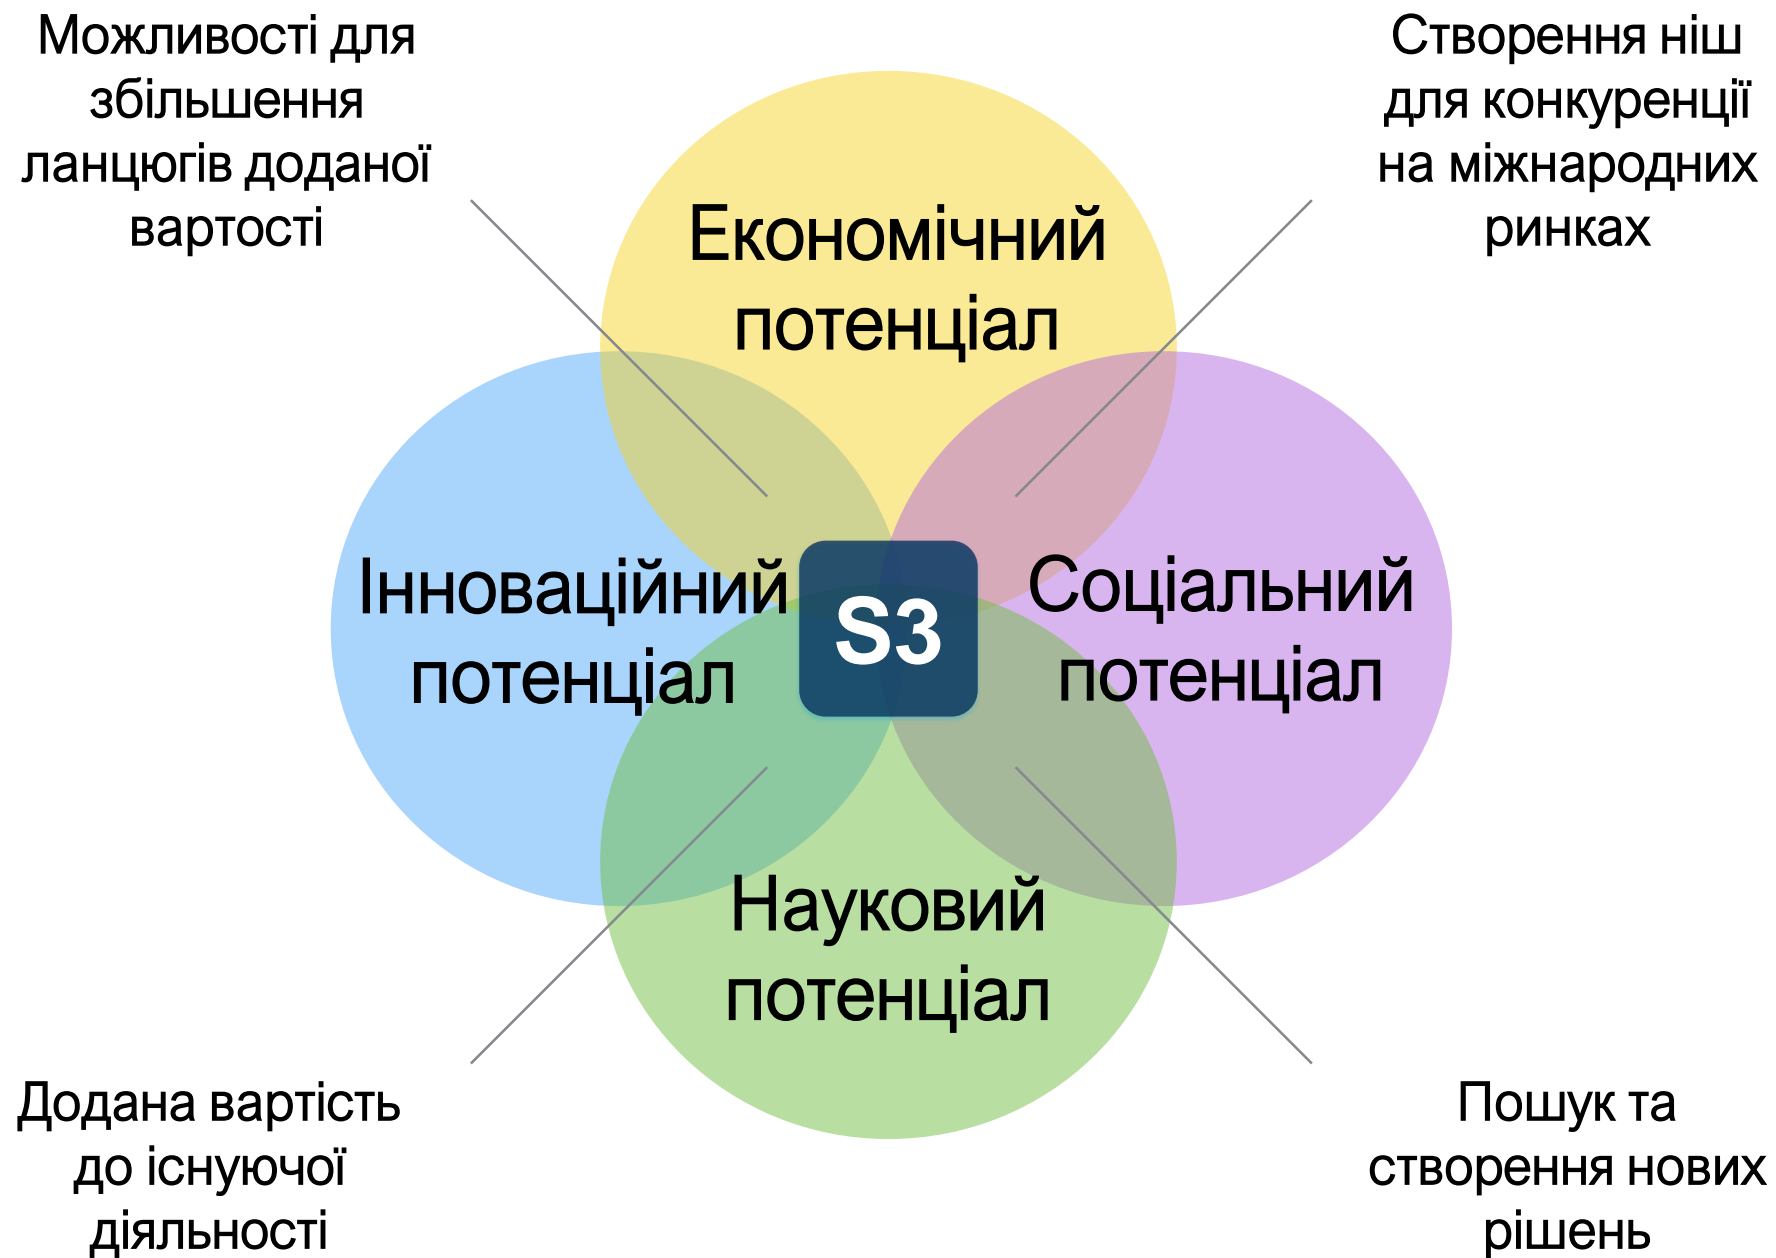 Можливості для
збільшення
ланцюгів доданої
вартості
Створення ніш
для конкуренції
на міжнародних
ринках
Економічний
потенціал
Інноваційний
потенціал
S3
Соціальний
потенціал
Науковий
потенціал
Додана вартість
до існуючої
діяльності
Пошук та
створення нових
рішень